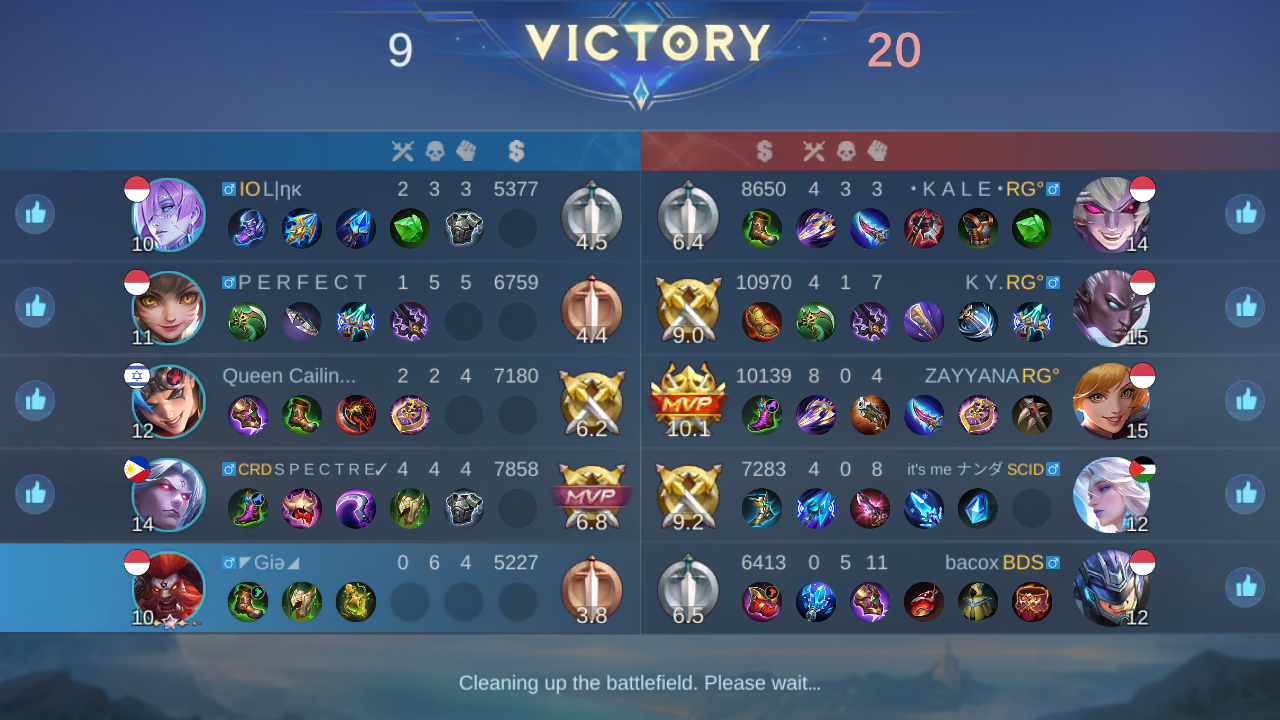 9 VICTORY 20
IO L|ηκ 2 3 3 5377
10 4.5
8650 4 3 3 •KALE•RG°
6.4 14
PERFECT 1 5 5 6759
11 4.4
10970 4 1 7 KY.RG°
9.0 15
Queen Cailin... 2 2 4 7180
12 6.2
10139 8 0 4 ZAYYANA RG°
MVP 10.1 15
CRD SPECTRE✓ 4 4 4 7858
14 MVP 6.8
7283 4 0 8 it's me ナンダ SCID
9.2 12
◤Giə◢ 0 6 4 5227
10 3.8
6413 0 5 11 bacox BDS
6.5 12
Cleaning up the battlefield. Please wait...